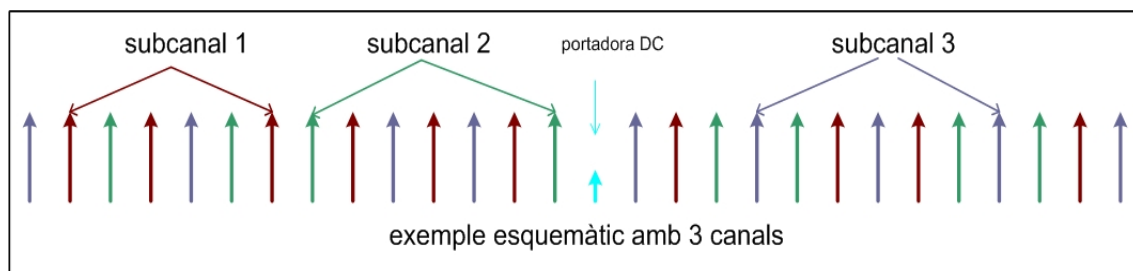 subcanal 1
subcanal 2
portadora DC
subcanal 3
exemple esquemàtic amb 3 canals